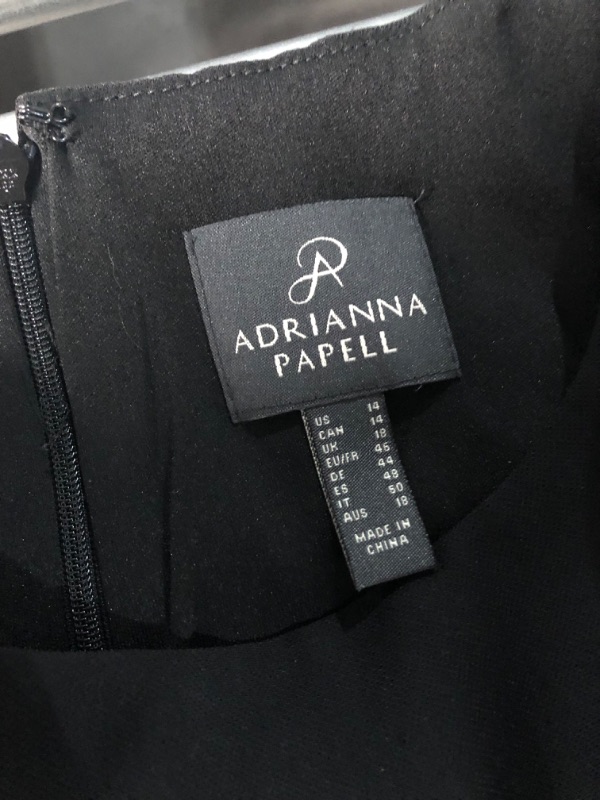 ADRIANNA
PAPELL
US 14
CAN 14
UK 18
EU/FR 46
DE 44
ES 48
IT 50
AUS 18
MADE IN
CHINA